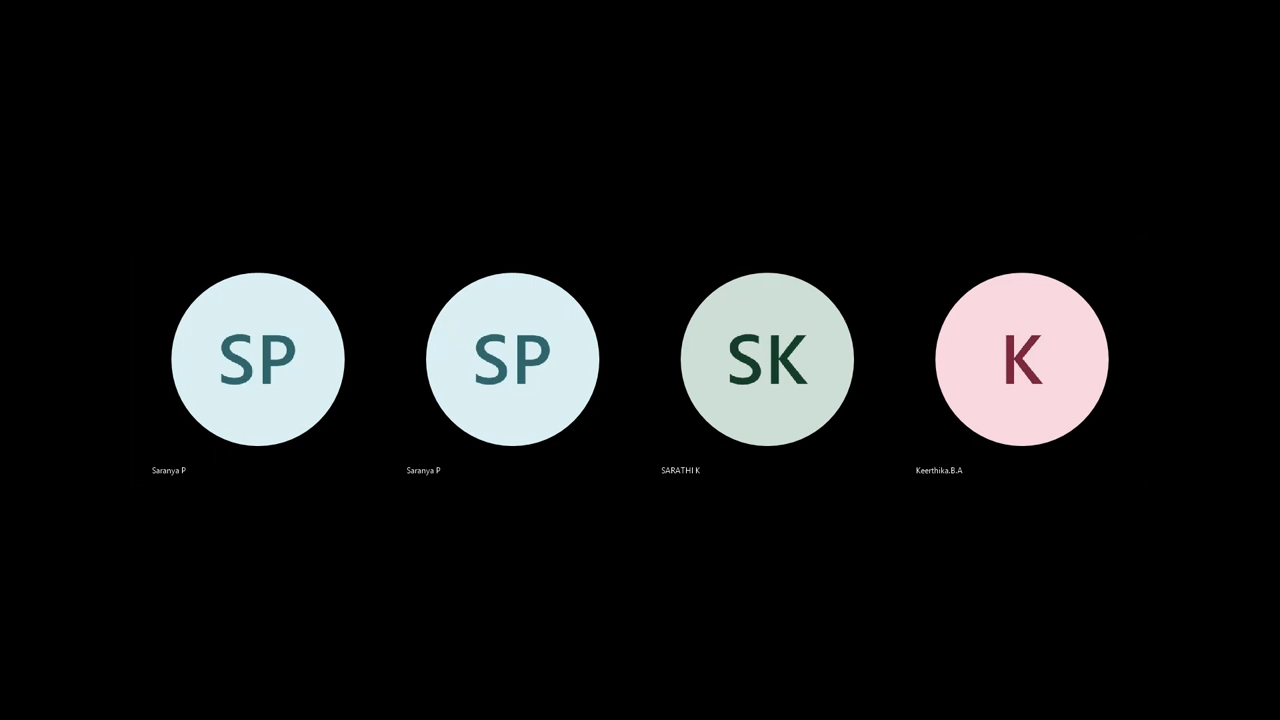 SP
SP
SK
K
Saranya P
Saranya P
SARATHI K
Keerthika.B.A